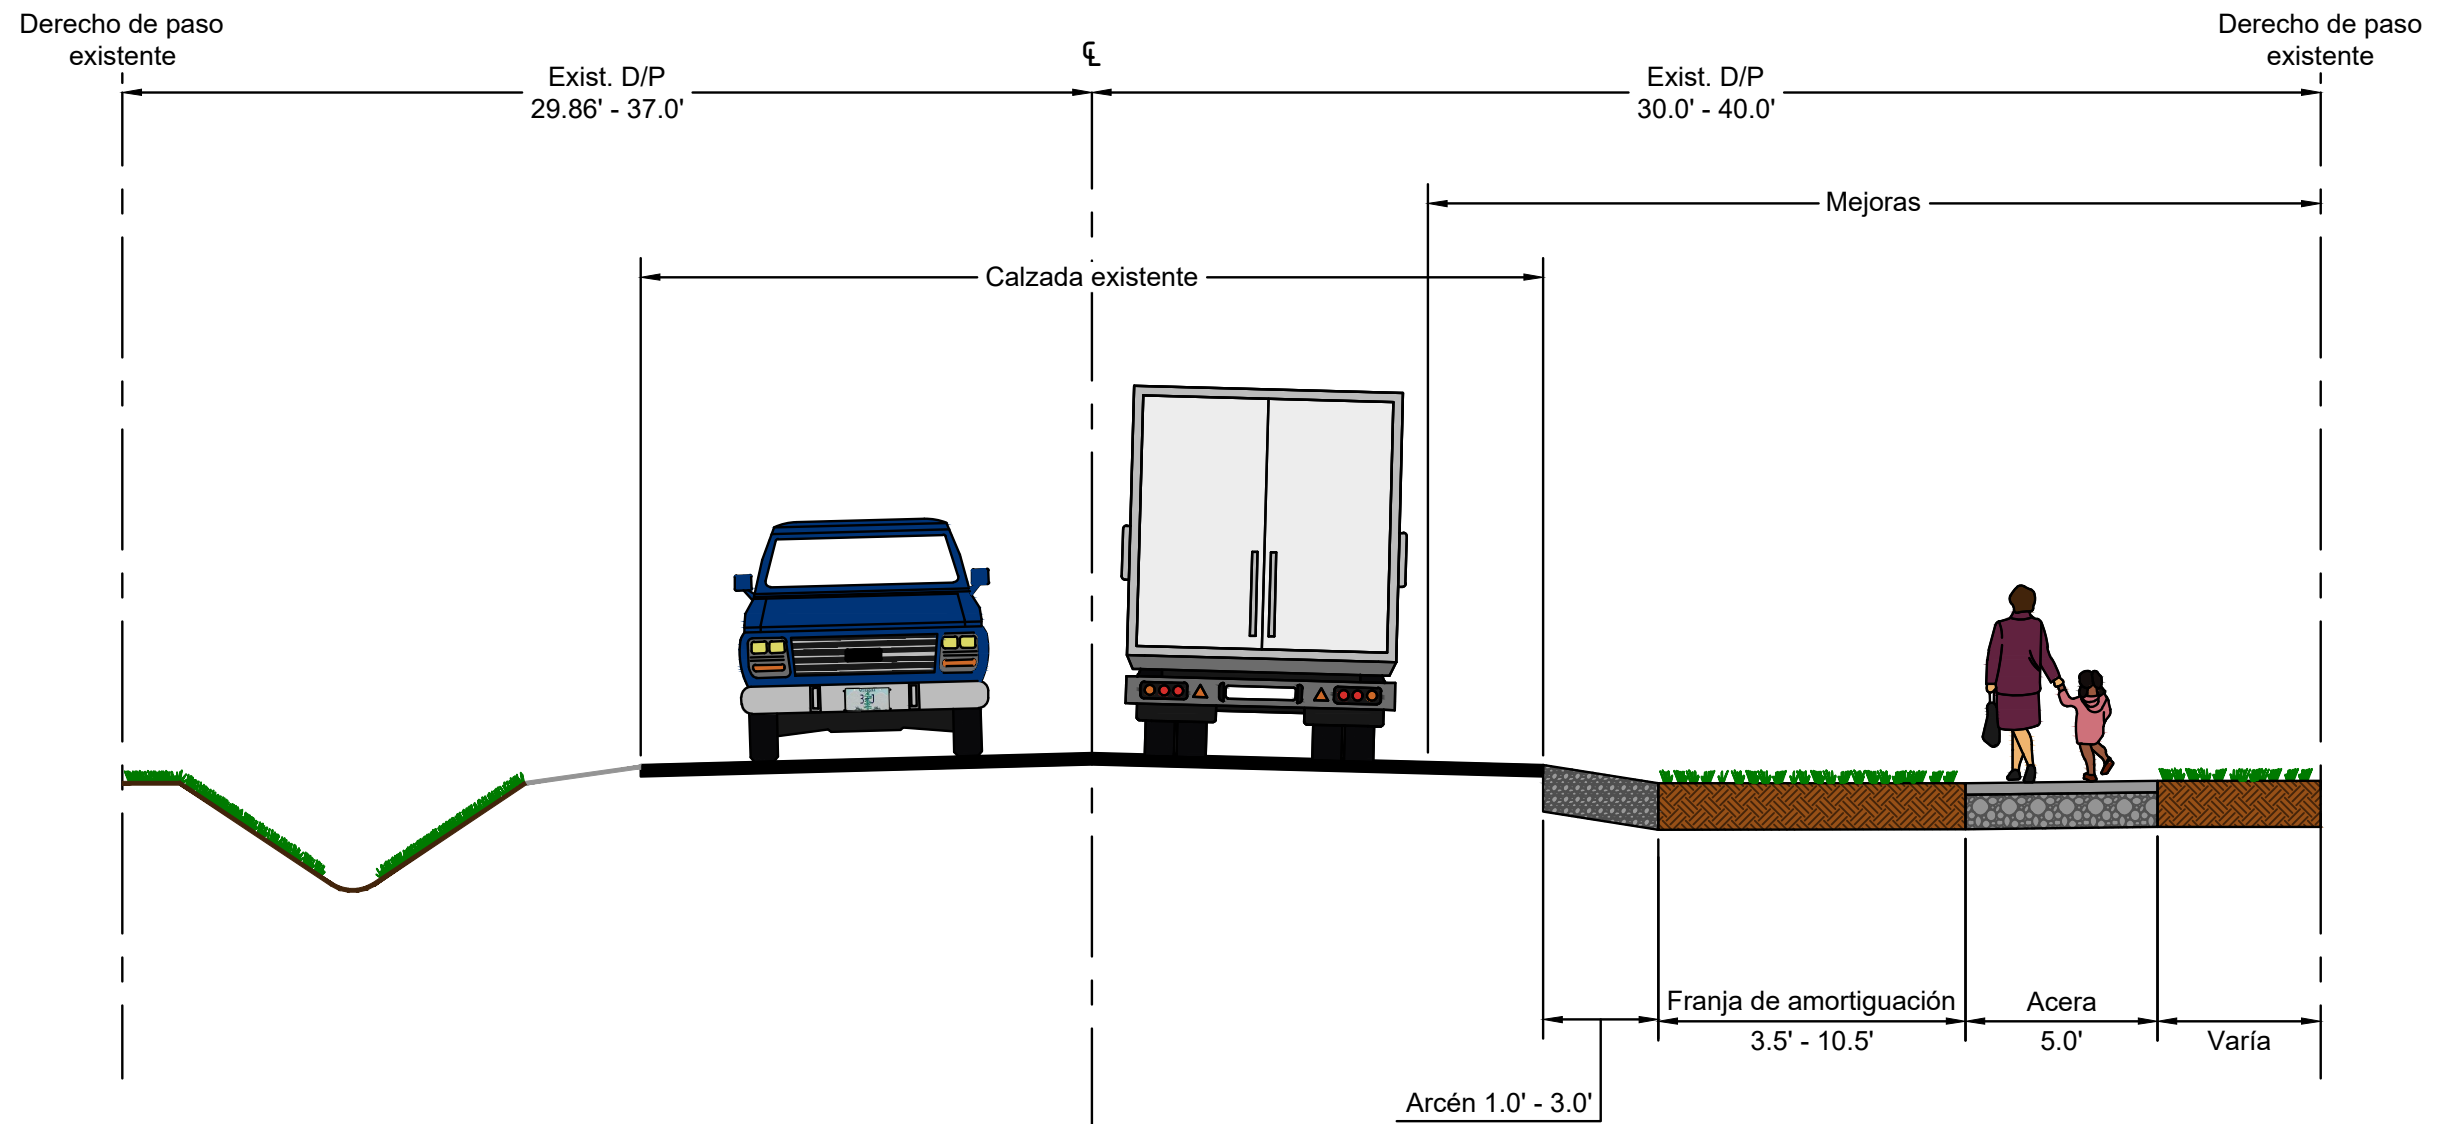 Derecho de paso
existente
Exist. D/P
29.86' - 37.0'
℄
Exist. D/P
30.0' - 40.0'
Derecho de paso
existente
Mejoras
Calzada existente
Franja de amortiguación
3.5' - 10.5'
Acera
5.0'
Varía
Arcén 1.0' - 3.0'